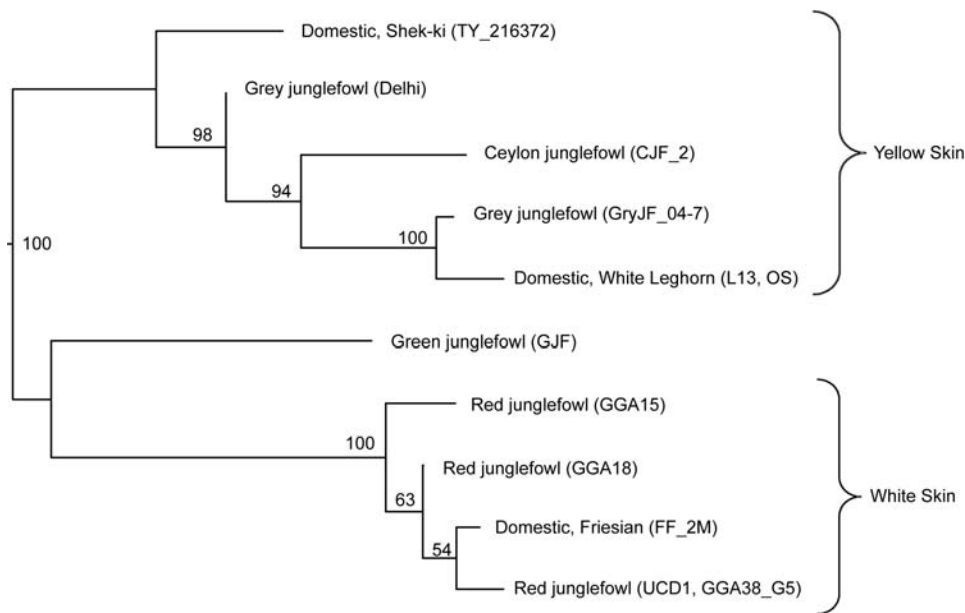 Domestic, Shek-ki (TY_216372)
Grey junglefowl (Delhi)
98
Ceylon junglefowl (CJF_2)
Yellow Skin
94
Grey junglefowl (GryJF_04-7)
100
100
Domestic, White Leghorn (L13, OS)
Green junglefowl (GJF)
Red junglefowl (GGA15)
100
Red junglefowl (GGA18)
63
White Skin
Domestic, Friesian (FF_2M)
54
Red junglefowl (UCD1, GGA38_G5)